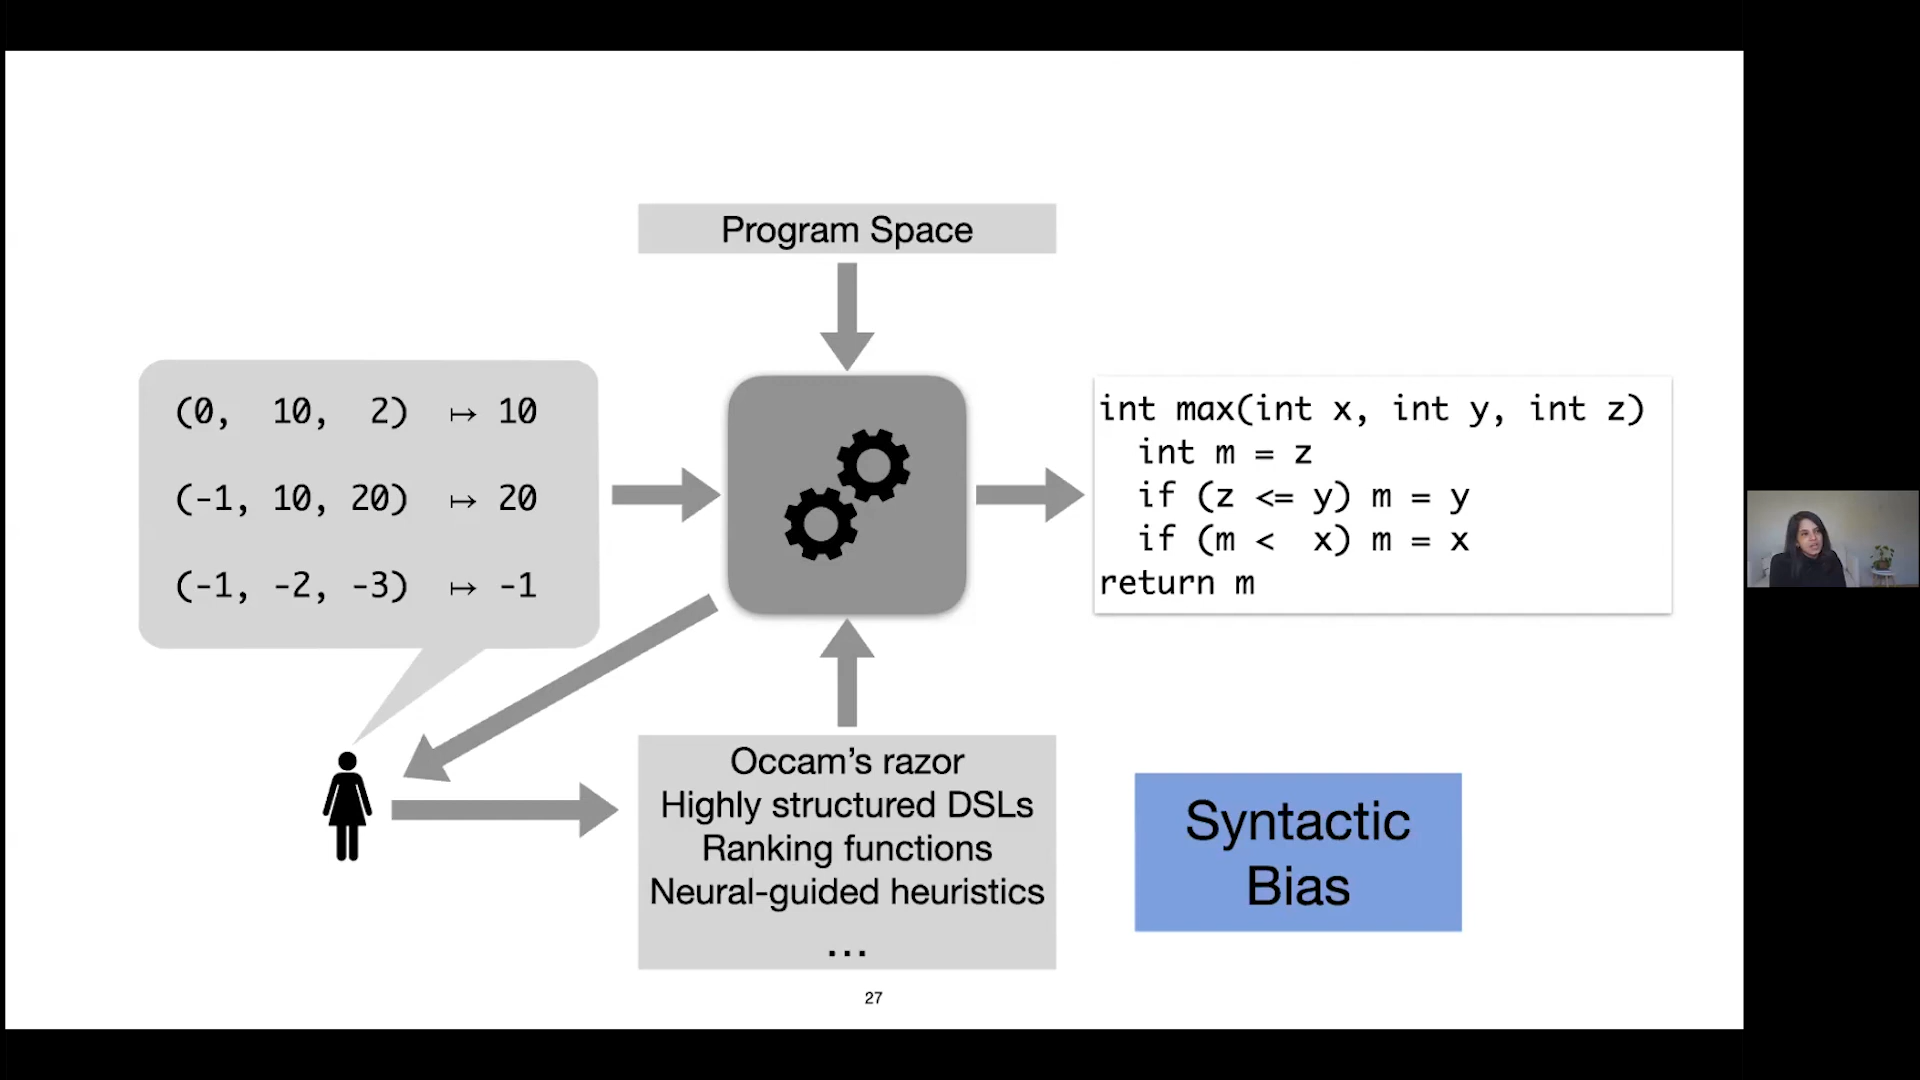 Program Space
(0, 10, 2) ↦ 10
(-1, 10, 20) ↦ 20
(-1, -2, -3) ↦ -1
int max(int x, int y, int z)
int m = z
if (z <= y) m = y
if (m < x) m = x
return m
Occam's razor
Highly structured DSLs
Ranking functions
Neural-guided heuristics
...
Syntactic
Bias
27